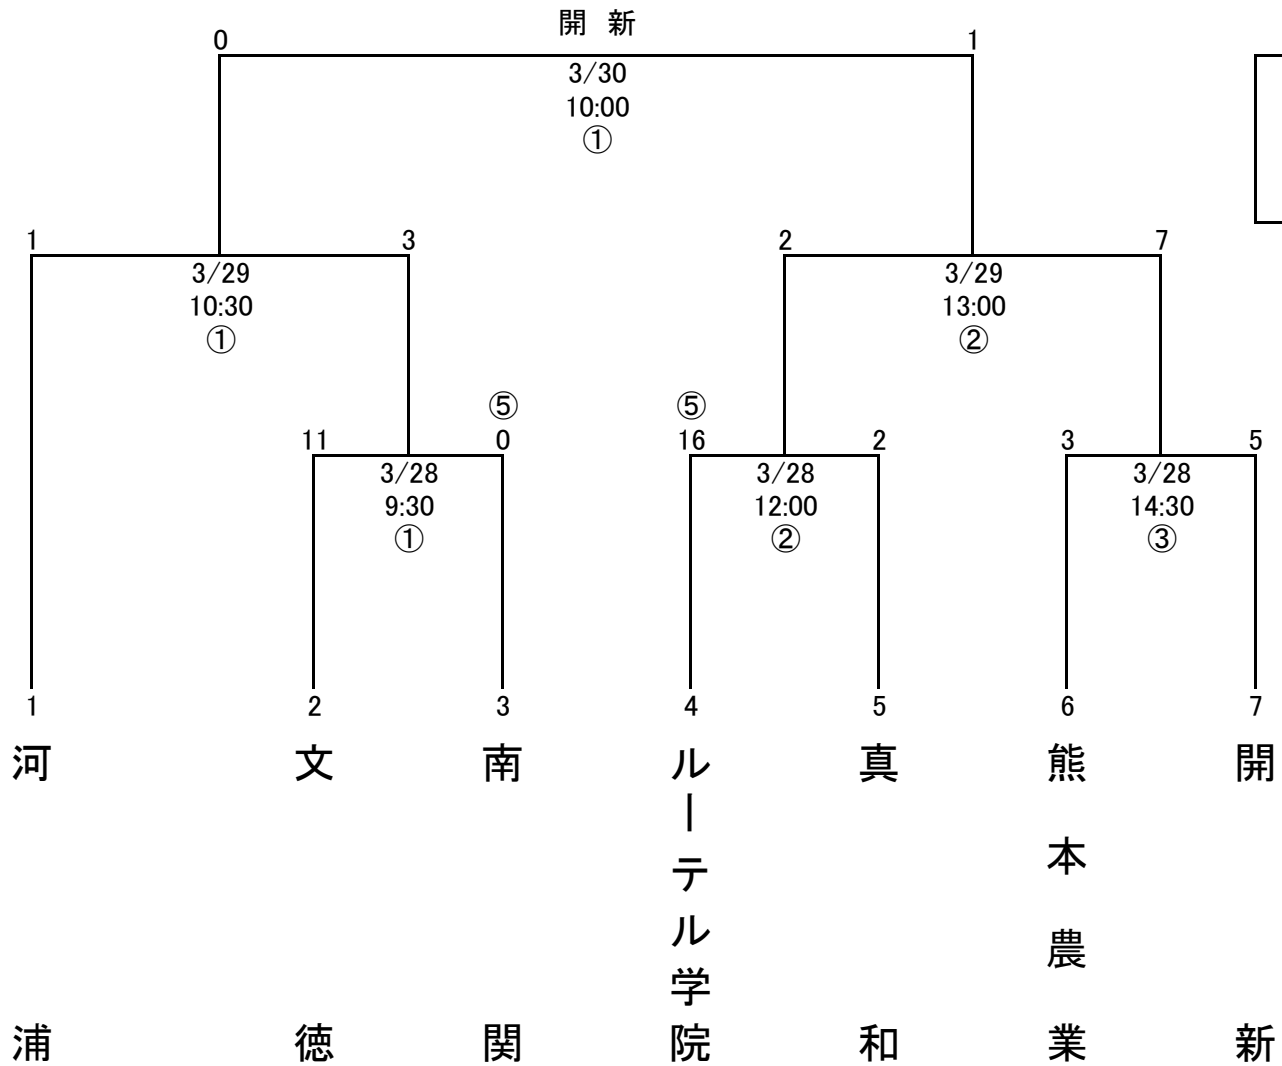 開 新
0 1
3/30
10:00
①
1 3 2 7
3/29 3/29
10:30 13:00
① ②
⑤ ⑤
11 0 16 2 3 5
3/28 3/28 3/28
9:30 12:00 14:30
① ② ③
1 2 3 4 5 6 7
河浦
文徳
南関
ルーテル学院
真和
熊本農業
開新